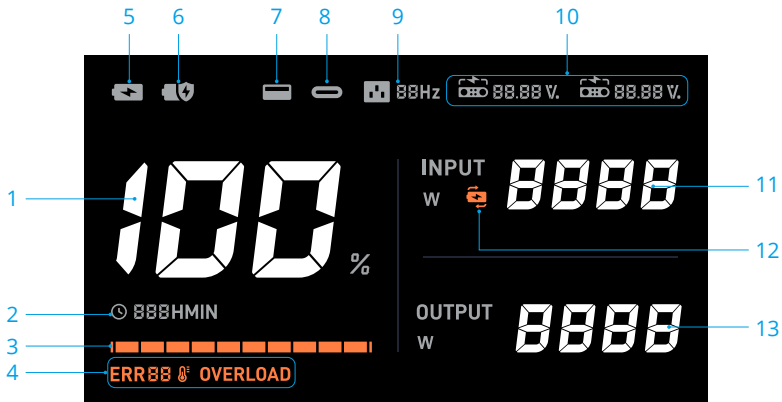 5 6 7 8 9 10
88Hz 88.88 V. 88.88 V.
1 100 %
INPUT
W 8888 11
12
2 888HMIN
3
4 ERR88 OVERLOAD
OUTPUT
W 8888 13